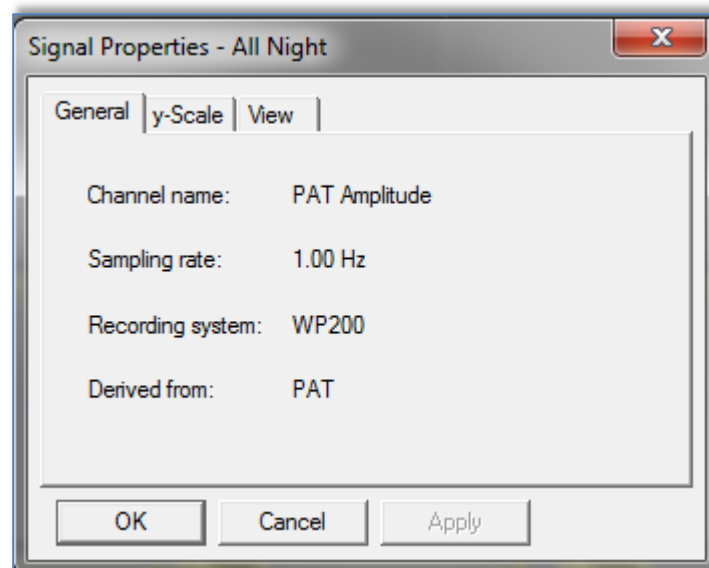 Signal Properties - All Night
General y-Scale View
Channel name: PAT Amplitude
Sampling rate: 1.00 Hz
Recording system: WP200
Derived from: PAT
OK Cancel Apply